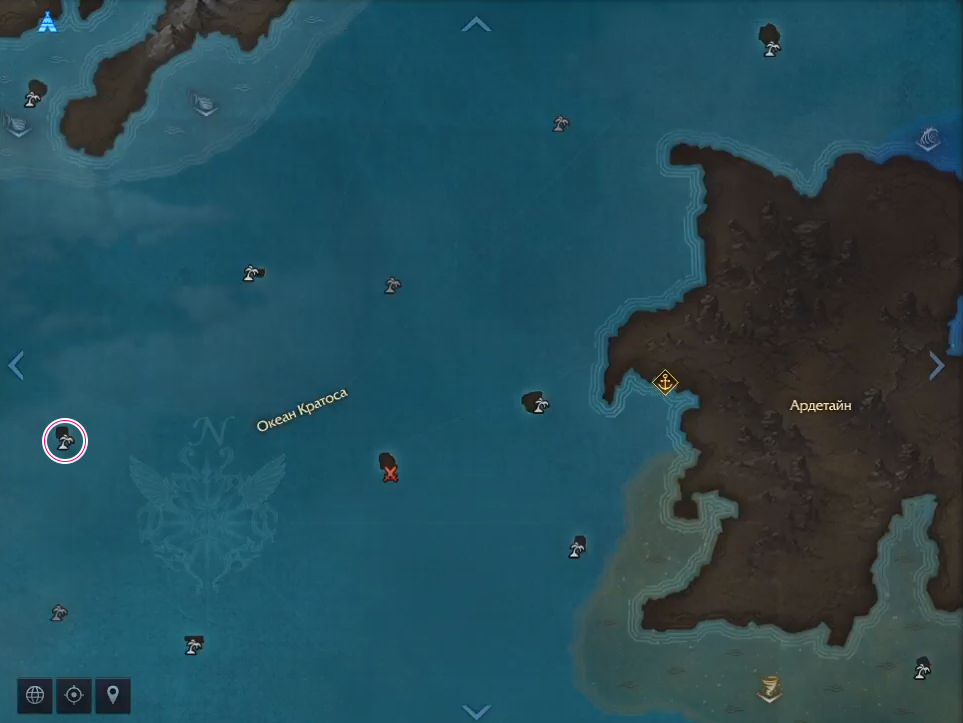 N
Океан Кратоса
Ардетайн